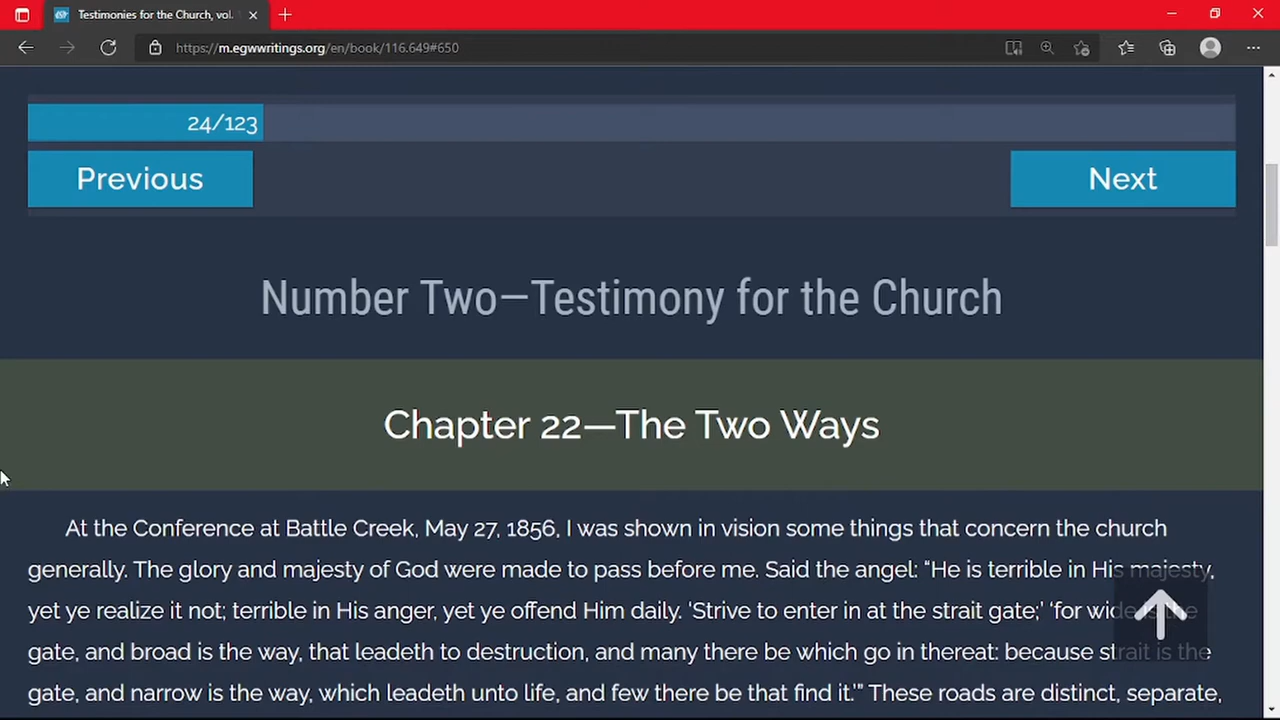 Testimonies for the Church, vol.
https://m.egwwritings.org/en/book/116.649#650
24/123
Previous
Next
Number Two—Testimony for the Church
Chapter 22—The Two Ways
At the Conference at Battle Creek, May 27, 1856, I was shown in vision some things that concern the church
generally. The glory and majesty of God were made to pass before me. Said the angel: “He is terrible in His majesty,
yet ye realize it not; terrible in His anger, yet ye offend Him daily. ‘Strive to enter in at the strait gate;’ ‘for wide is the
gate, and broad is the way, that leadeth to destruction, and many there be which go in thereat: because strait is the
gate, and narrow is the way, which leadeth unto life, and few there be that find it.’” These roads are distinct, separate,